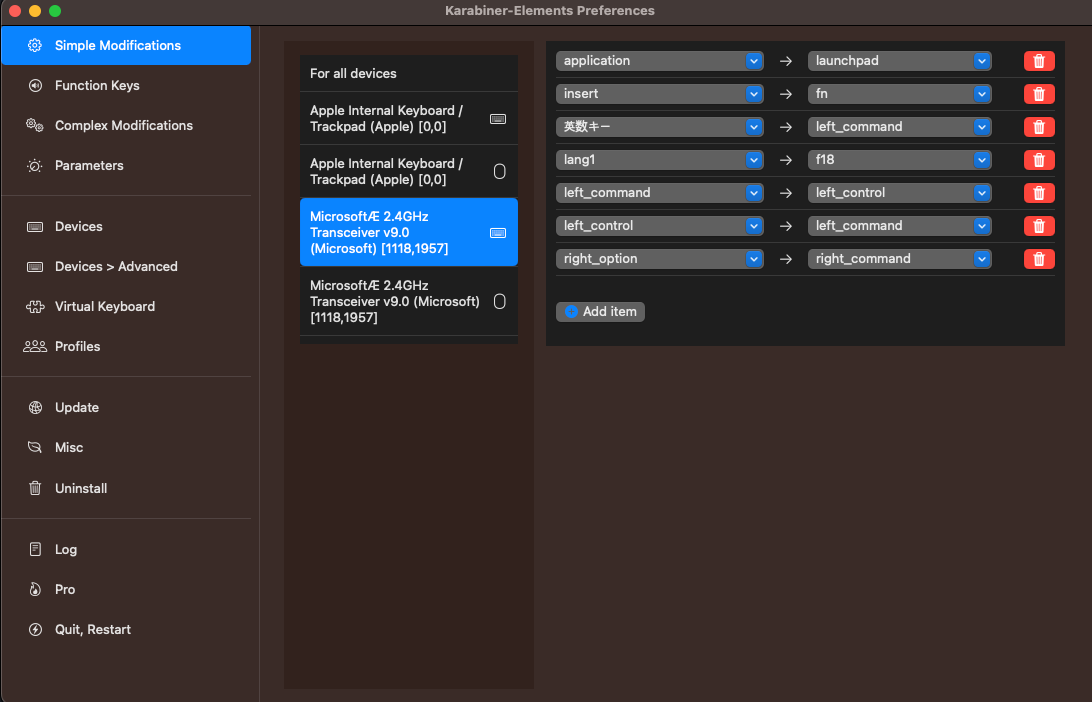 Karabiner-Elements Preferences
Simple Modifications
Function Keys
Complex Modifications
Parameters
Devices
Devices > Advanced
Virtual Keyboard
Profiles
Update
Misc
Uninstall
Log
Pro
Quit, Restart
For all devices
Apple Internal Keyboard /
Trackpad (Apple) [0,0]
Apple Internal Keyboard /
Trackpad (Apple) [0,0]
MicrosoftÆ 2.4GHz
Transceiver v9.0
(Microsoft) [1118,1957]
MicrosoftÆ 2.4GHz
Transceiver v9.0 (Microsoft)
[1118,1957]
application → launchpad
insert → fn
英数キー → left_command
lang1 → f18
left_command → left_control
left_control → left_command
right_option → right_command
Add item